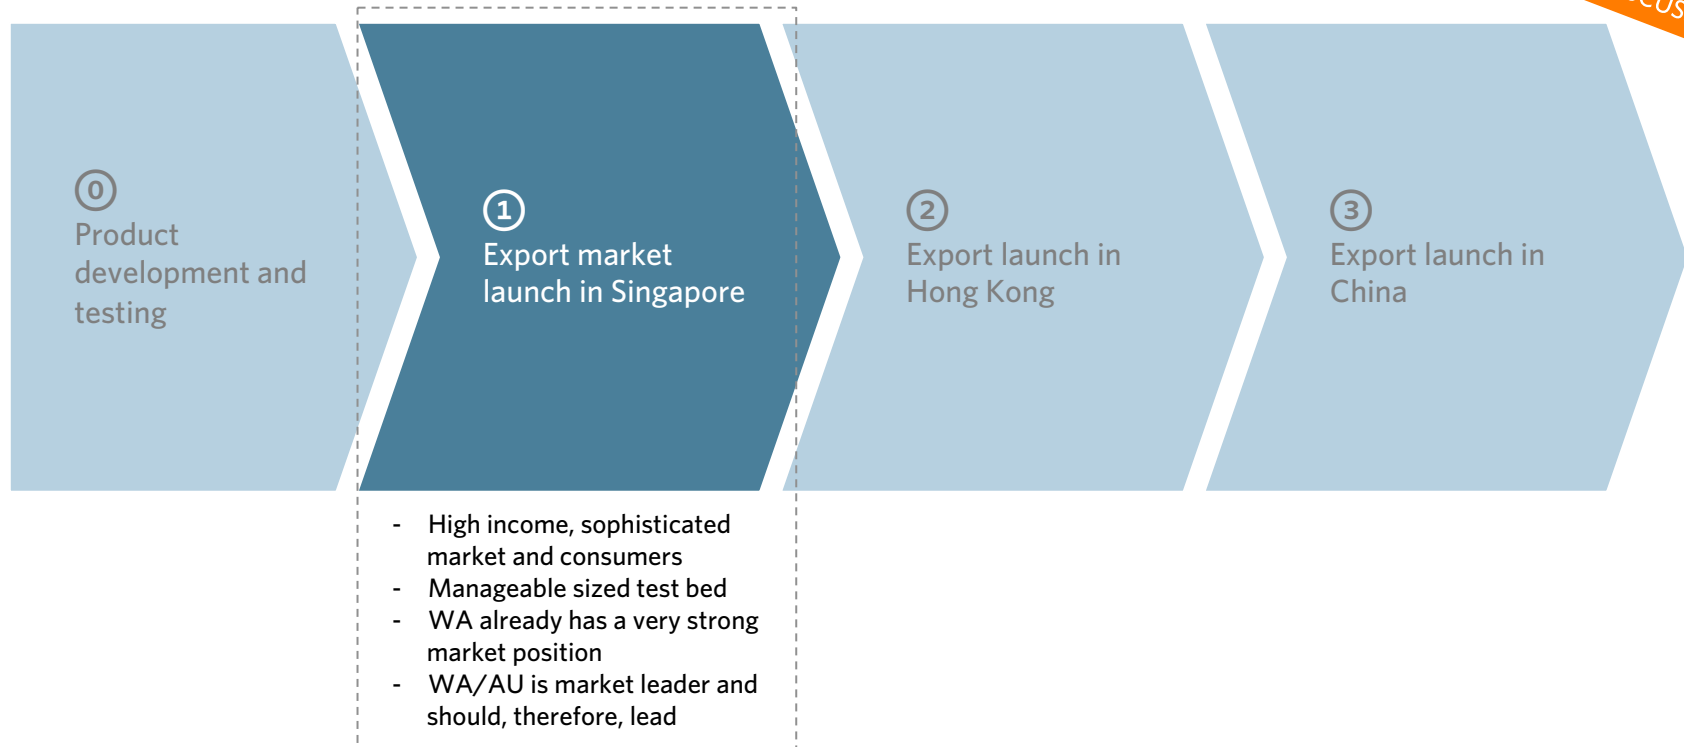 0
Product
development and
testing
1
Export market
launch in Singapore
2
Export launch in
Hong Kong
3
Export launch in
China
- High income, sophisticated
market and consumers
- Manageable sized test bed
- WA already has a very strong
market position
- WA/AU is market leader and
should, therefore, lead